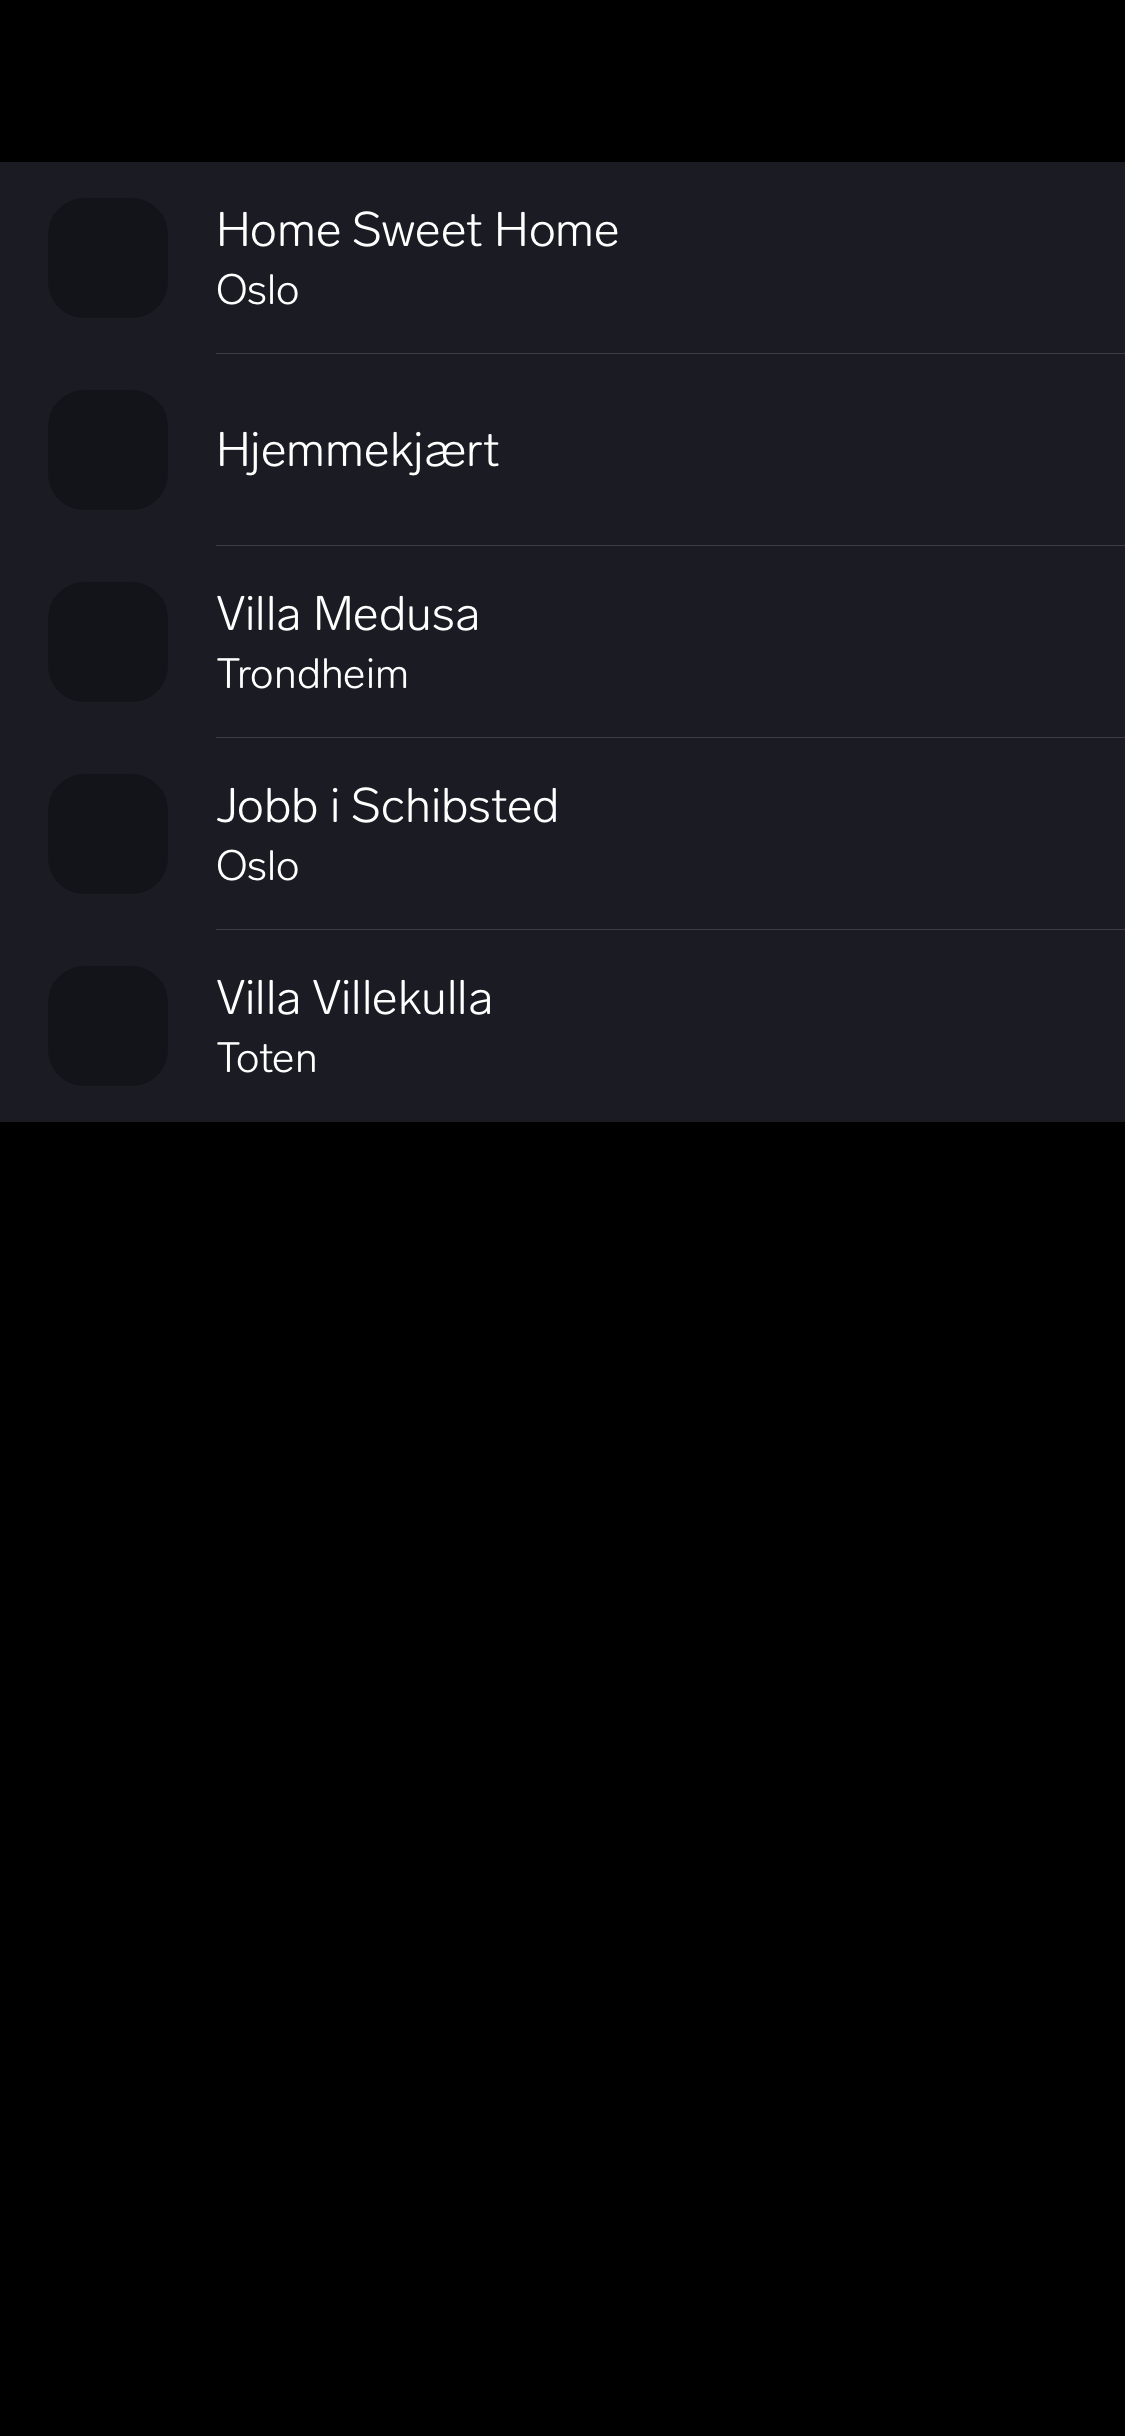 Home Sweet Home
Oslo
Hjemmekjært
Villa Medusa
Trondheim
Jobb i Schibsted
Oslo
Villa Villekulla
Toten